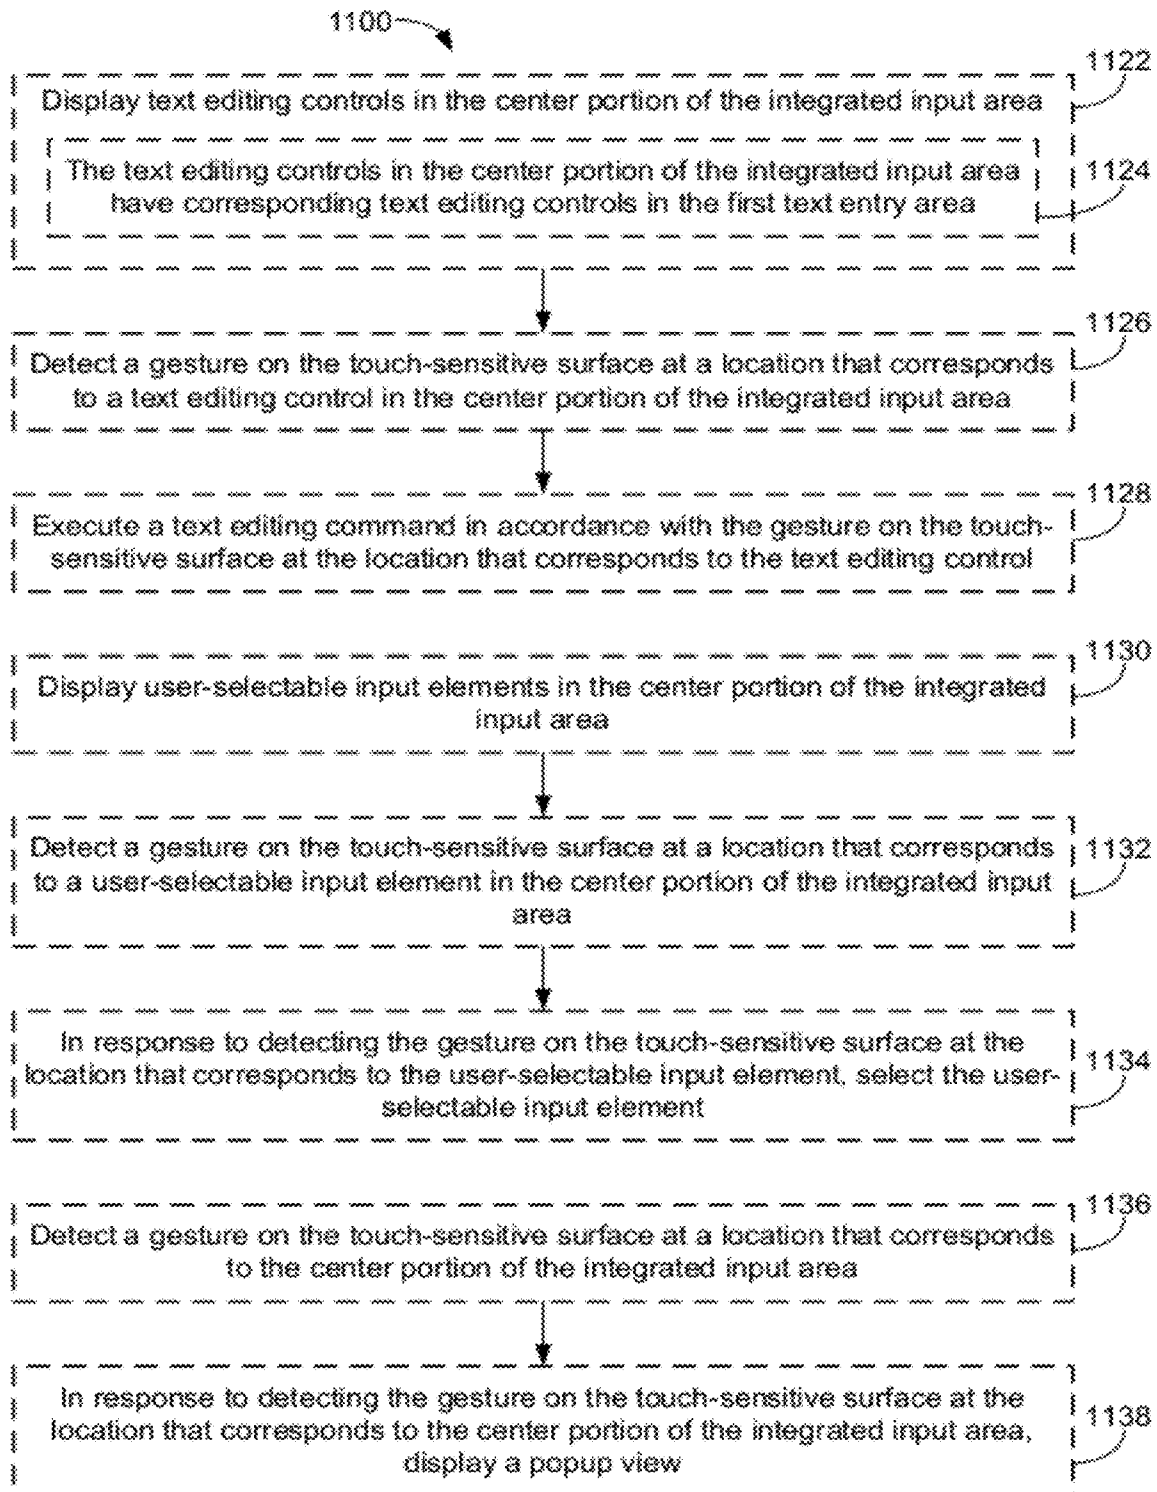 1100
1122
Display text editing controls in the center portion of the integrated input area
The text editing controls in the center portion of the integrated input area
have corresponding text editing controls in the first text entry area
1124
1126
Detect a gesture on the touch-sensitive surface at a location that corresponds
to a text editing control in the center portion of the integrated input area
1128
Execute a text editing command in accordance with the gesture on the touch-
sensitive surface at the location that corresponds to the text editing control
1130
Display user-selectable input elements in the center portion of the integrated
input area
Detect a gesture on the touch-sensitive surface at a location that corresponds
to a user-selectable input element in the center portion of the integrated input
area
1132
In response to detecting the gesture on the touch-sensitive surface at the
location that corresponds to the user-selectable input element, select the user-
selectable input element
1134
1136
Detect a gesture on the touch-sensitive surface at a location that corresponds
to the center portion of the integrated input area
In response to detecting the gesture on the touch-sensitive surface at the
location that corresponds to the center portion of the integrated input area,
display a popup view
1138